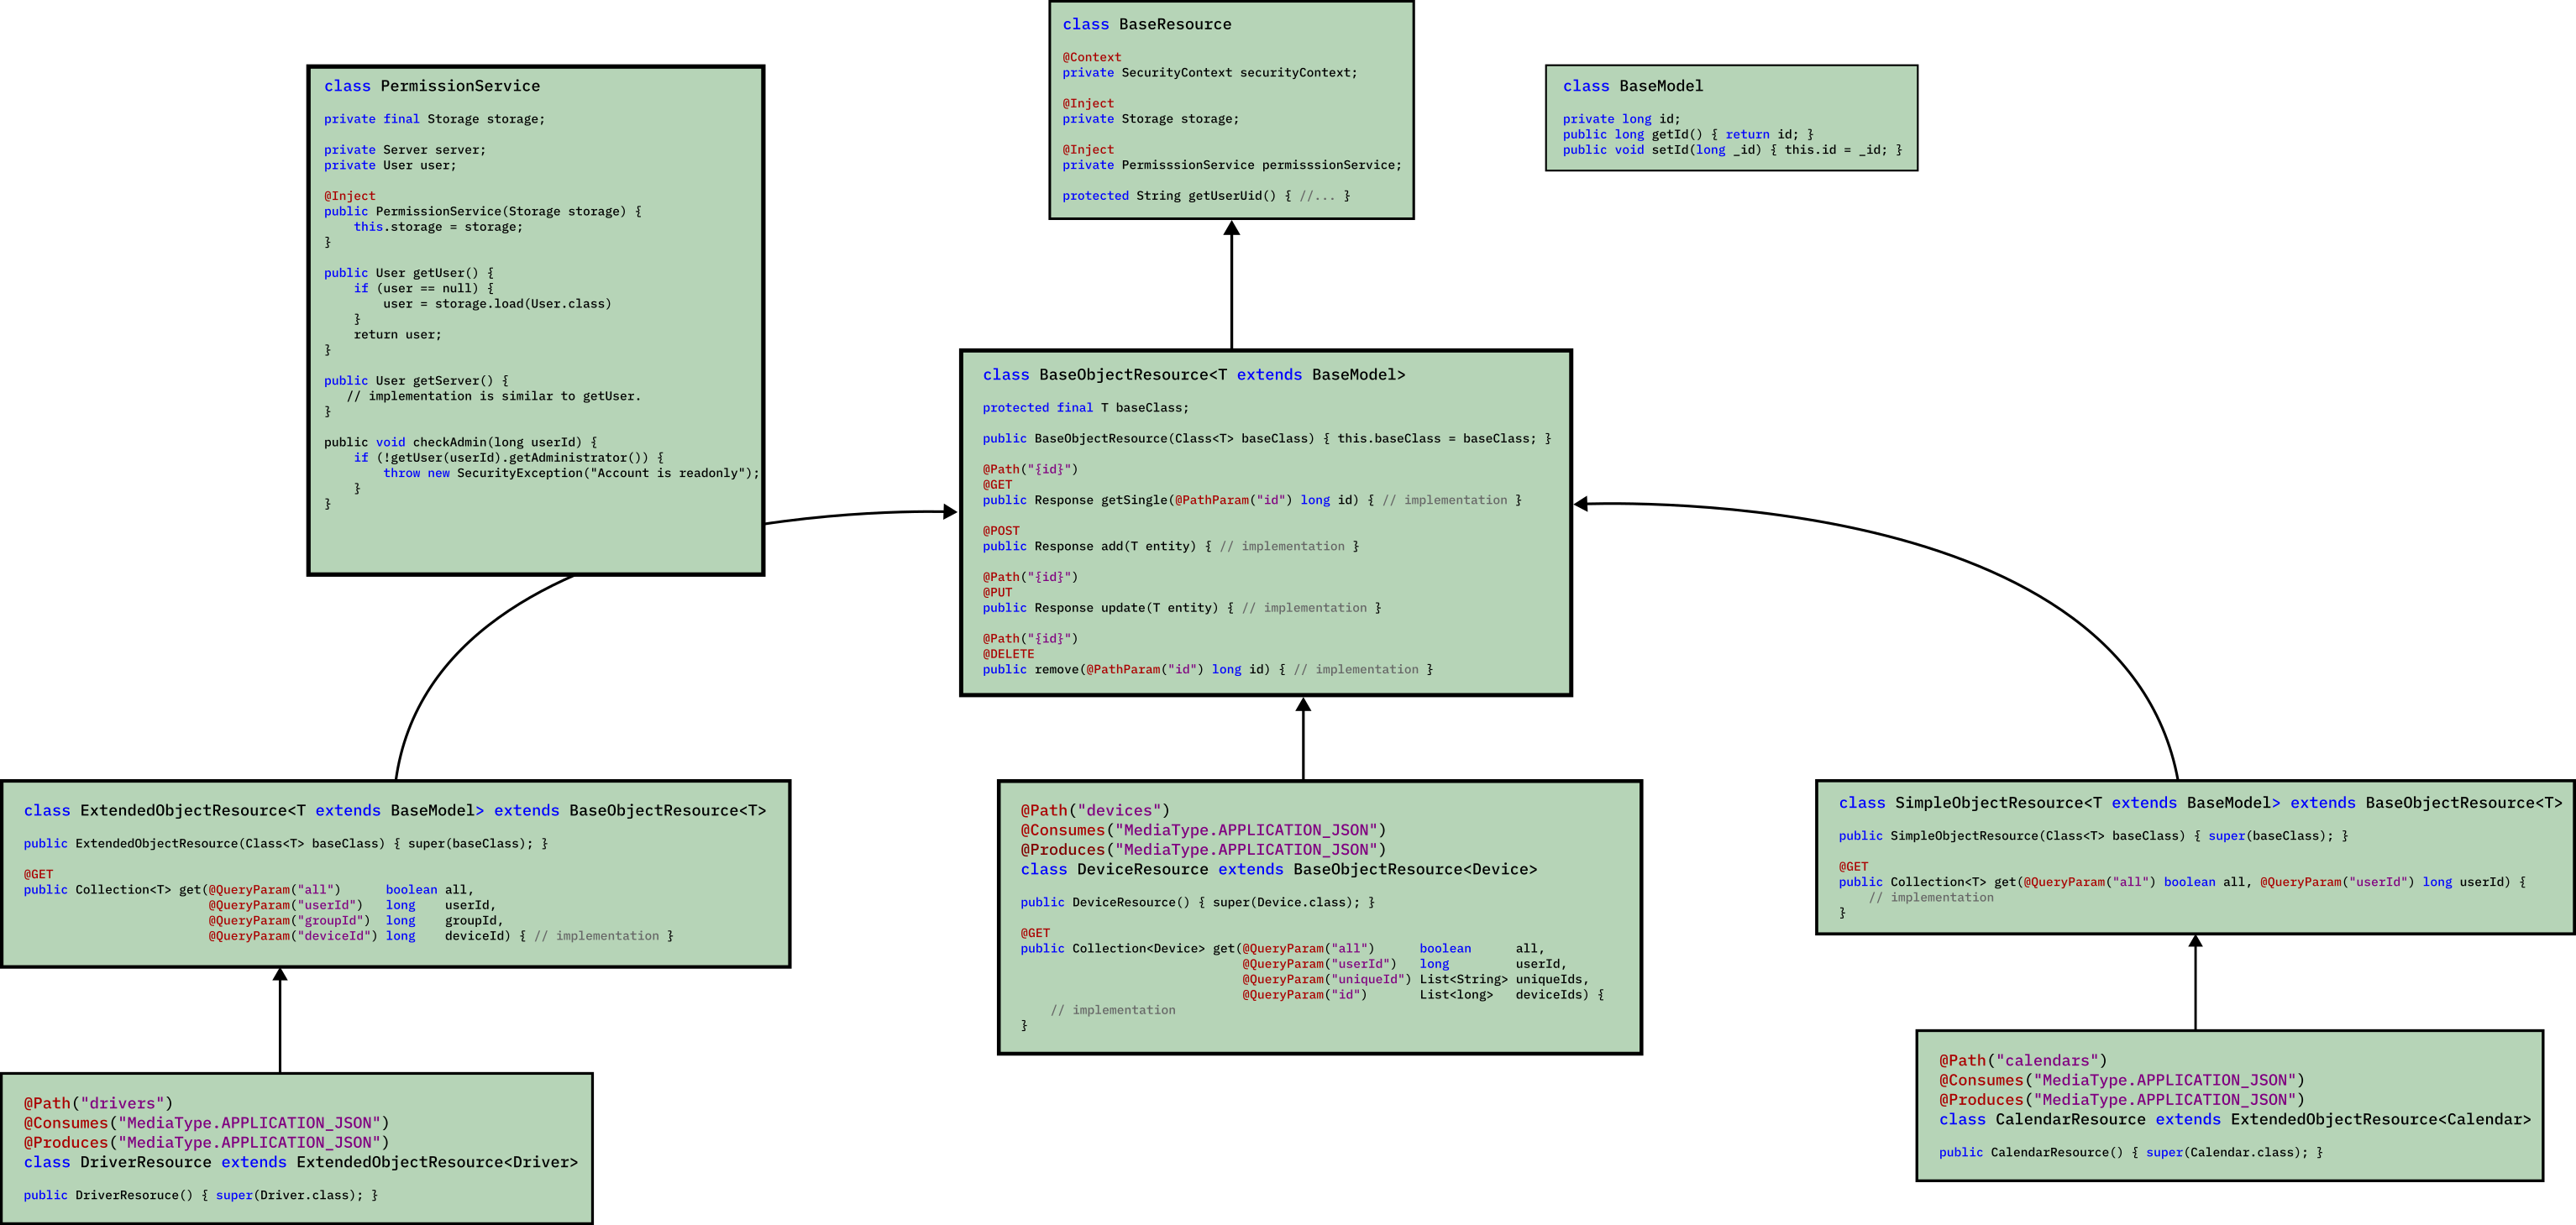 class BaseResource
@Context
private SecurityContext securityContext;
@Inject
private Storage storage;
@Inject
private PermisssionService permisssionService;
protected String getUserUid() { //... }
class PermissionService
private final Storage storage;
private Server server;
private User user;
@Inject
public PermissionService(Storage storage) {
    this.storage = storage;
}
public User getUser() {
    if (user == null) {
        user = storage.load(User.class)
    }
    return user;
}
public User getServer() {
   // implementation is similar to getUser.
}
public void checkAdmin(long userId) {
    if (!getUser(userId).getAdministrator()) {
        throw new SecurityException("Account is readonly");
    }
}
class BaseModel
private long id;
public long getId() { return id; }
public void setId(long _id) { this.id = _id; }
class BaseObjectResource<T extends BaseModel>
protected final T baseClass;
public BaseObjectResource(Class<T> baseClass) { this.baseClass = baseClass; }
@Path("{id}")
@GET
public Response getSingle(@PathParam("id") long id) { // implementation }
@POST
public Response add(T entity) { // implementation }
@Path("{id}")
@PUT
public Response update(T entity) { // implementation }
@Path("{id}")
@DELETE
public remove(@PathParam("id") long id) { // implementation }
class ExtendedObjectResource<T extends BaseModel> extends BaseObjectResource<T>
public ExtendedObjectResource(Class<T> baseClass) { super(baseClass); }
@GET
public Collection<T> get(@QueryParam("all")      boolean all,
                         @QueryParam("userId")   long    userId,
                         @QueryParam("groupId")  long    groupId,
                         @QueryParam("deviceId") long    deviceId) { // implementation }
@Path("devices")
@Consumes("MediaType.APPLICATION_JSON")
@Produces("MediaType.APPLICATION_JSON")
class DeviceResource extends BaseObjectResource<Device>
public DeviceResource() { super(Device.class); }
@GET
public Collection<Device> get(@QueryParam("all")      boolean      all,
                              @QueryParam("userId")   long         userId,
                              @QueryParam("uniqueId") List<String> uniqueIds,
                              @QueryParam("id")       List<long>   deviceIds) {
    // implementation
}
class SimpleObjectResource<T extends BaseModel> extends BaseObjectResource<T>
public SimpleObjectResource(Class<T> baseClass) { super(baseClass); }
@GET
public Collection<T> get(@QueryParam("all") boolean all, @QueryParam("userId") long userId) {
    // implementation
}
@Path("drivers")
@Consumes("MediaType.APPLICATION_JSON")
@Produces("MediaType.APPLICATION_JSON")
class DriverResource extends ExtendedObjectResource<Driver>
public DriverResoruce() { super(Driver.class); }
@Path("calendars")
@Consumes("MediaType.APPLICATION_JSON")
@Produces("MediaType.APPLICATION_JSON")
class CalendarResource extends ExtendedObjectResource<Calendar>
public CalendarResource() { super(Calendar.class); }